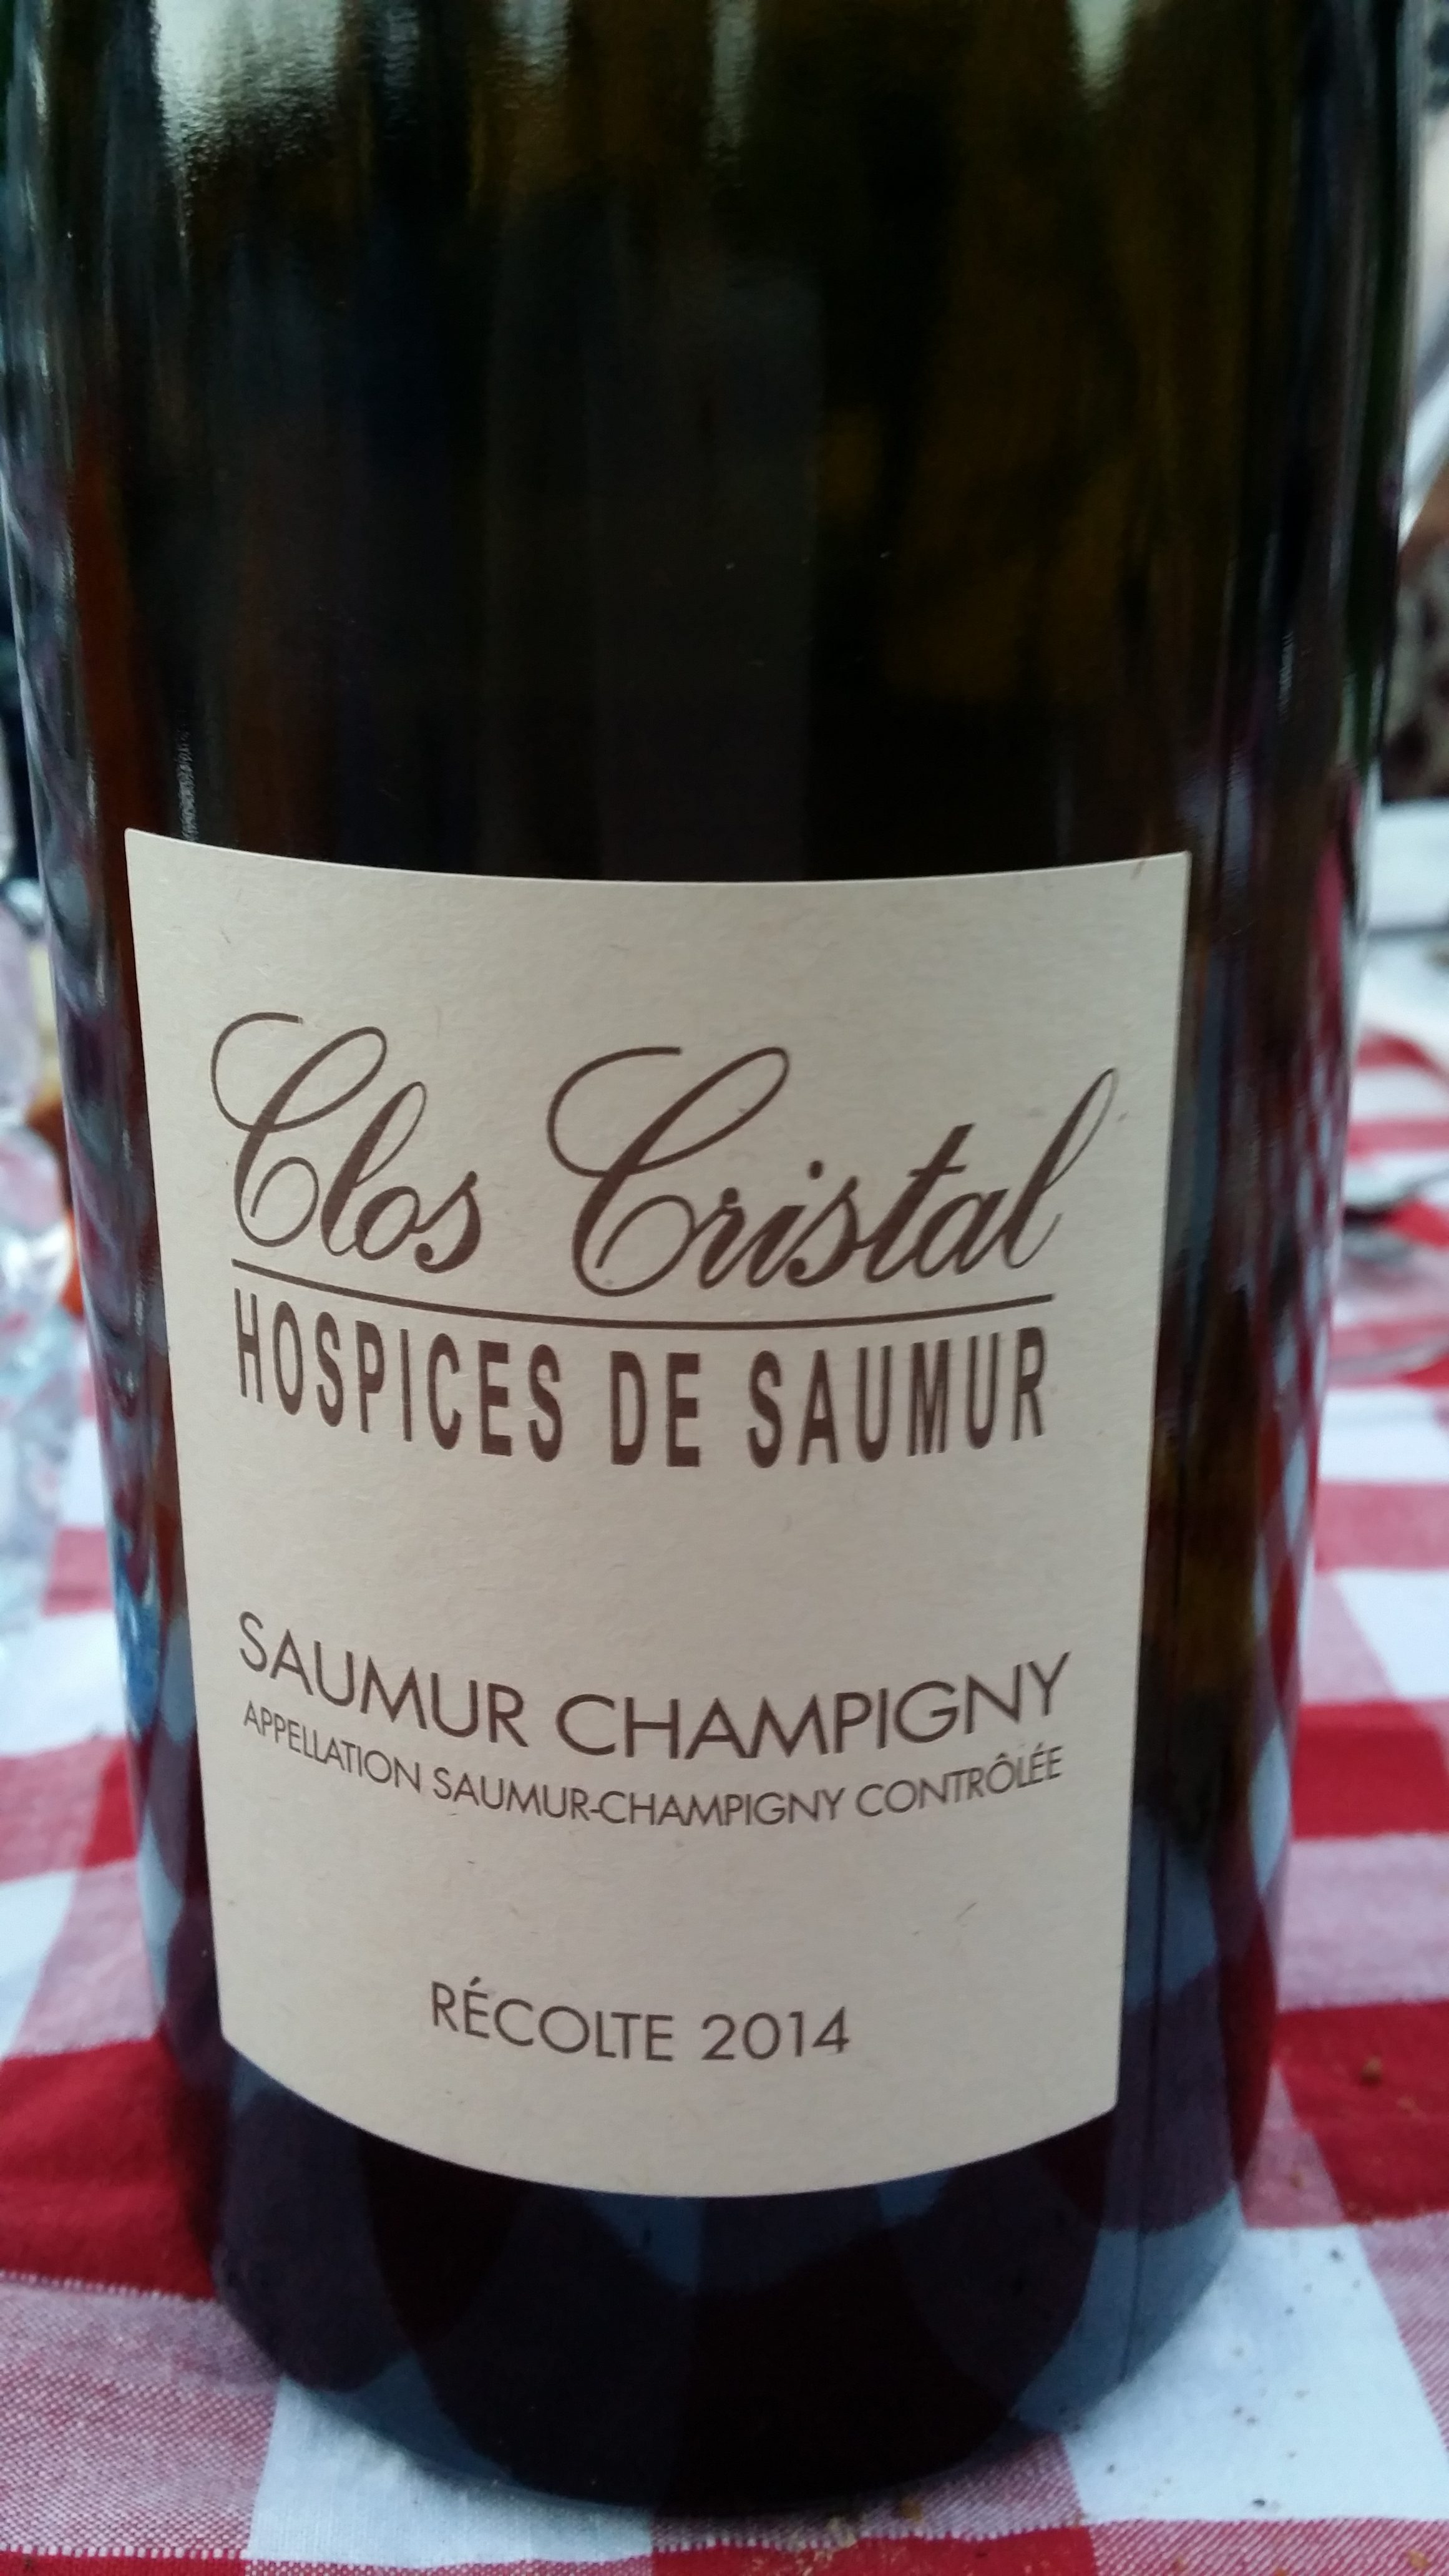 Clos Cristal
HOSPICES DE SAUMUR
SAUMUR CHAMPIGNY
APPELLATION SAUMUR-CHAMPIGNY CONTRÔLÉE
RÉCOLTE 2014